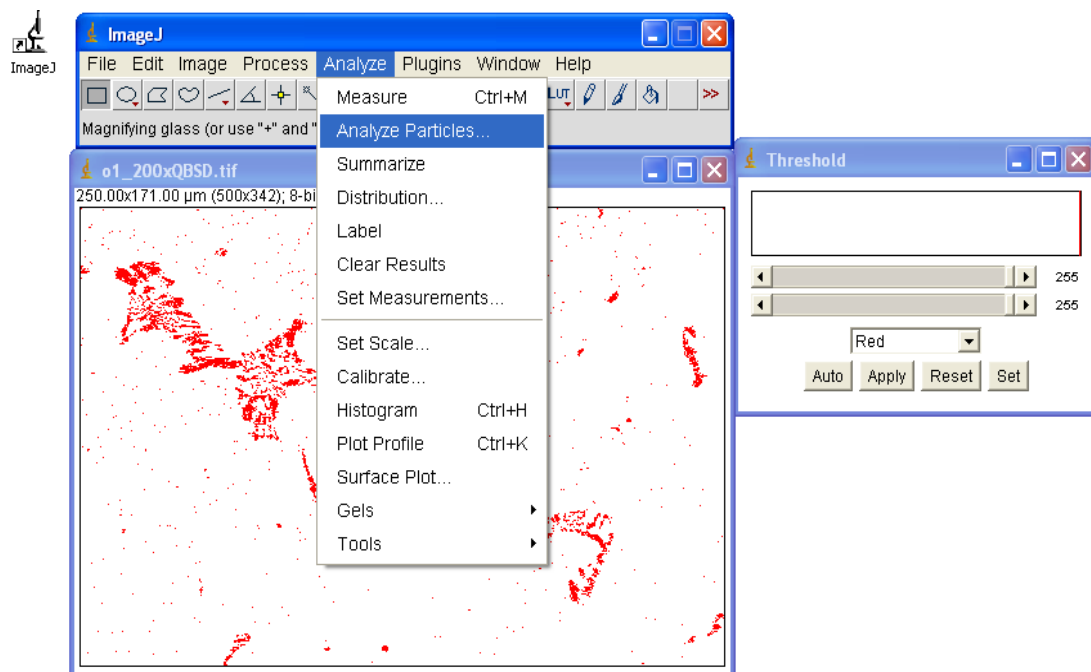 ImageJ
ImageJ
File Edit Image Process Analyze Plugins Window Help
LUT >>
Magnifying glass (or use "+" and "
Measure Ctrl+M
Analyze Particles...
Summarize
Distribution...
Label
Clear Results
Set Measurements...
Set Scale...
Calibrate...
Histogram Ctrl+H
Plot Profile Ctrl+K
Surface Plot...
Gels
Tools
o1_200xQBSD.tif
250.00x171.00 µm (500x342); 8-bi
Threshold
255
255
Red
Auto Apply Reset Set